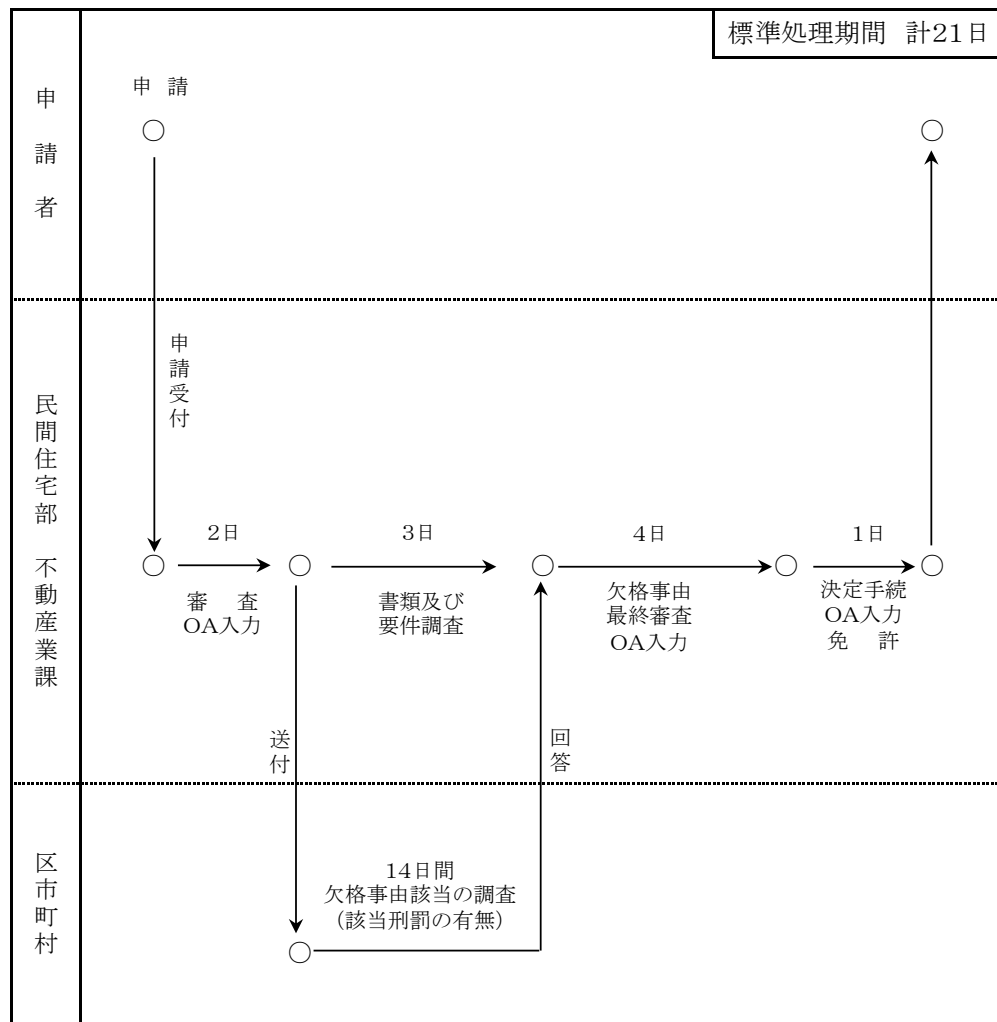 標準処理期間 計21日
申請者
申 請
申請受付
民間住宅部 不動産業課
2日
審 査
OA入力
3日
書類及び
要件調査
4日
欠格事由
最終審査
OA入力
1日
決定手続
OA入力
免 許
送付
回答
区市町村
14日間
欠格事由該当の調査
(該当刑罰の有無)